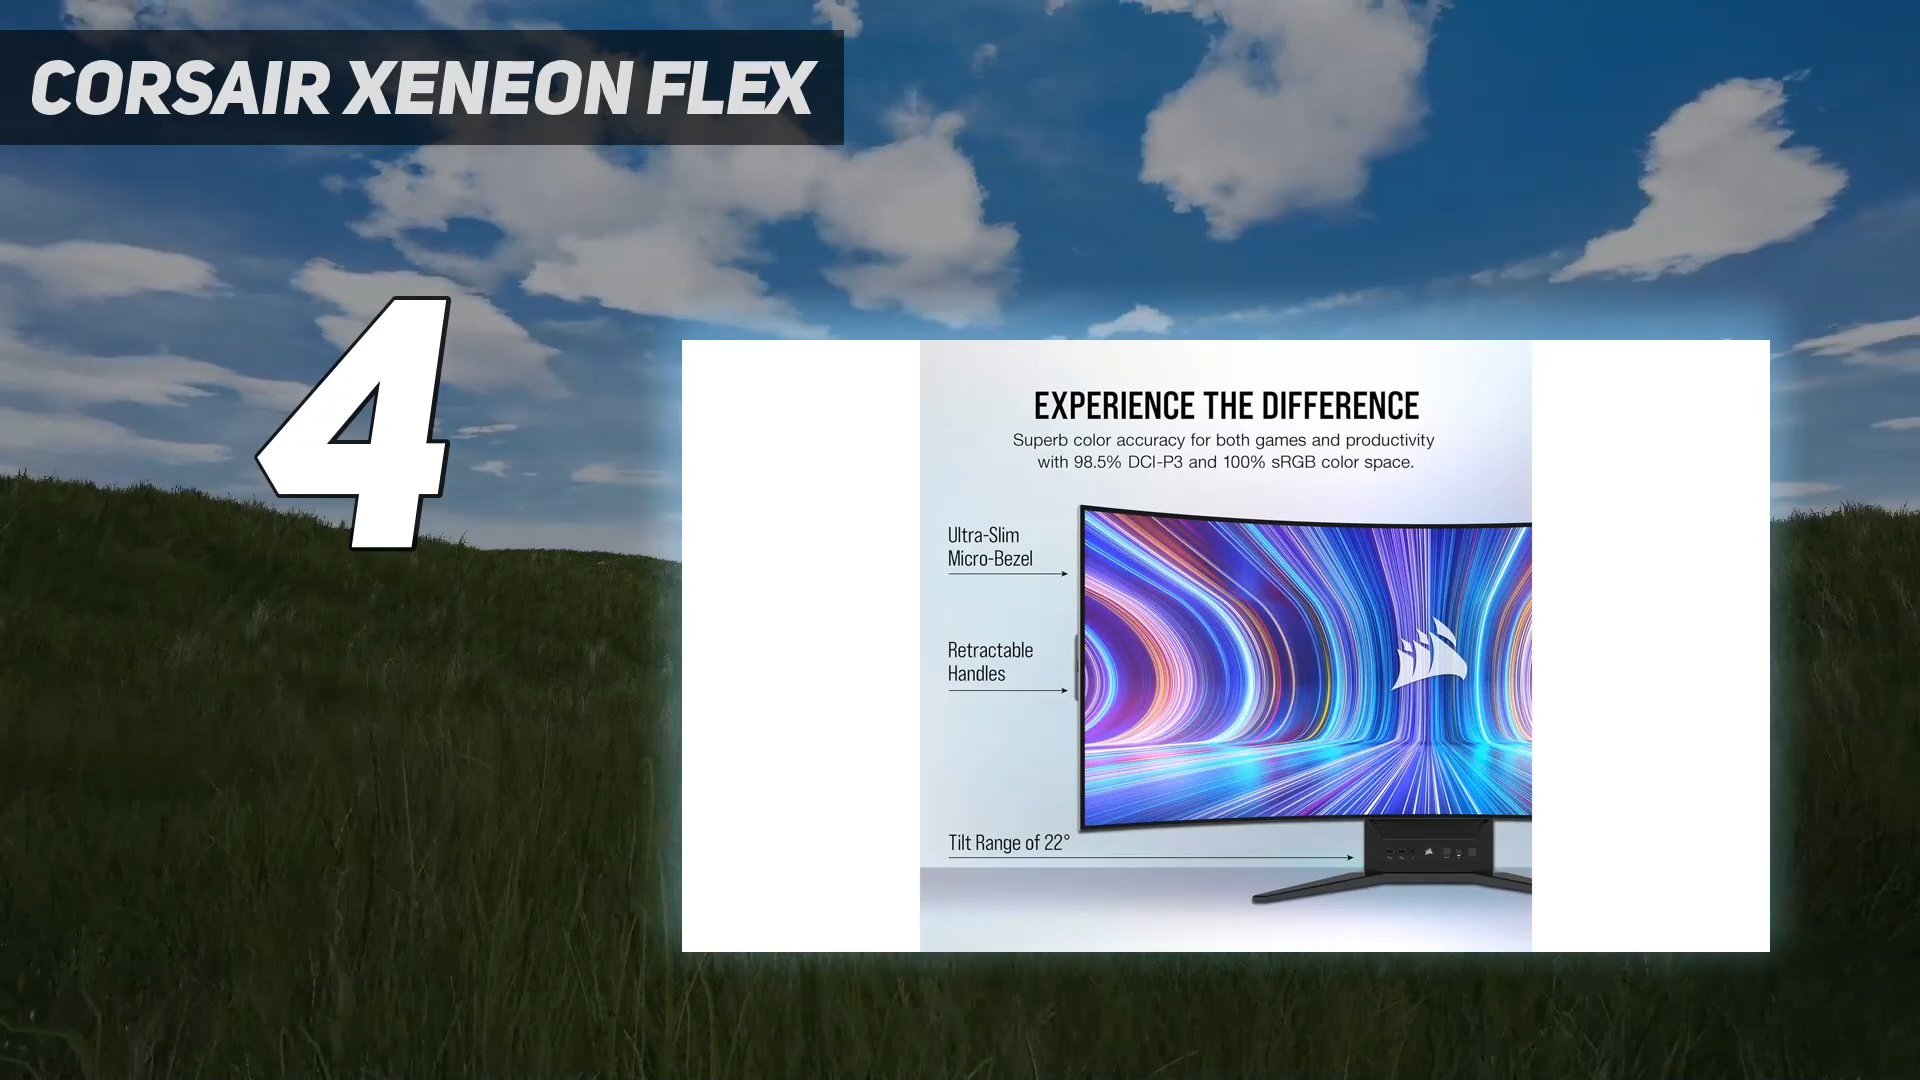 CORSAIR XENEON FLEX
4
EXPERIENCE THE DIFFERENCE
Superb color accuracy for both games and productivity
with 98.5% DCI-P3 and 100% sRGB color space.
Ultra-Slim
Micro-Bezel
Retractable
Handles
Tilt Range of 22°